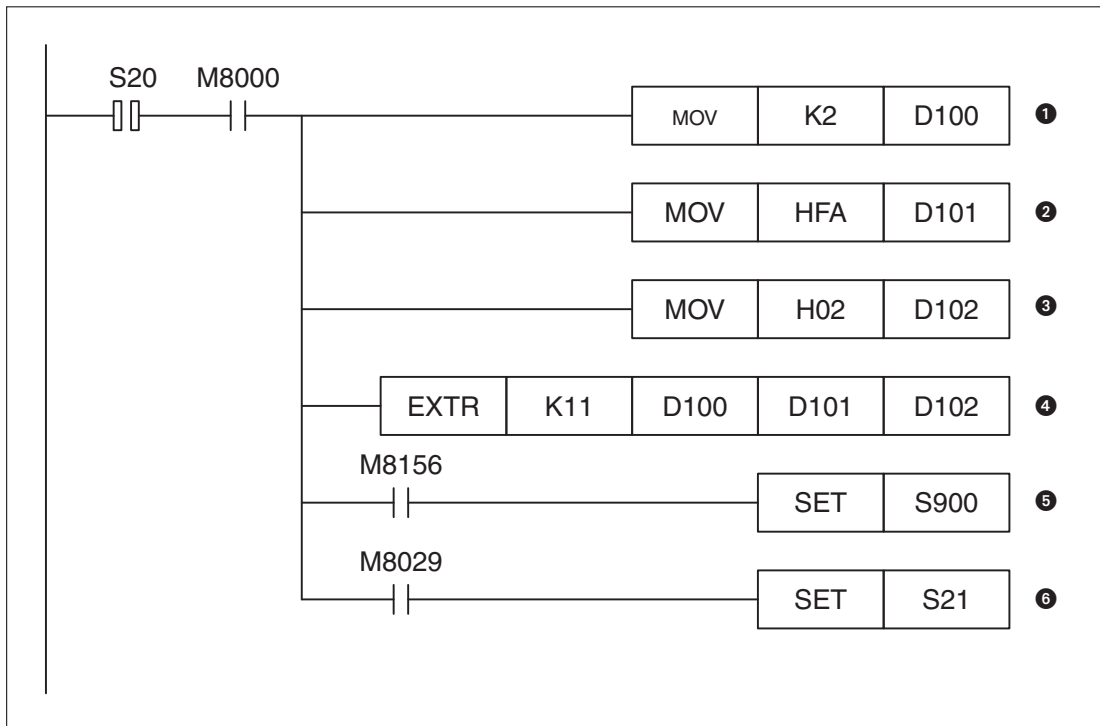 S20 M8000
MOV K2 D100 ❶
MOV HFA D101 ❷
MOV H02 D102 ❸
EXTR K11 D100 D101 D102 ❹
M8156
SET S900 ❺
M8029
SET S21 ❻